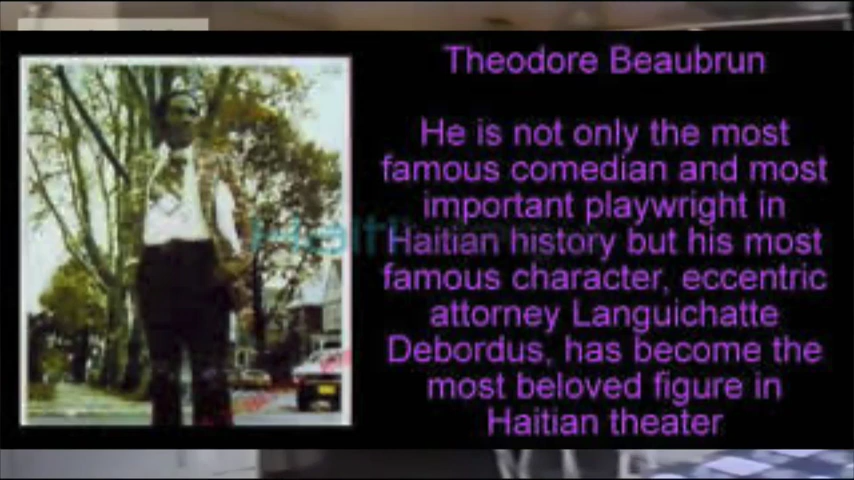 Theodore Beaubrun
He is not only the most
famous comedian and most
important playwright in
Haitian history but his most
famous character, eccentric
attorney Languichatte
Debordus, has become the
most beloved figure in
Haitian theater